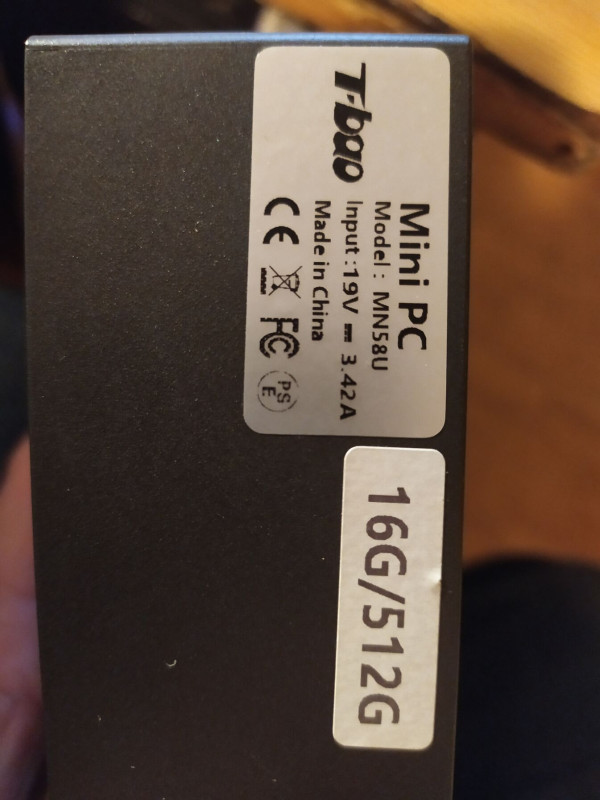 T-bao
Mini PC
Model : MN58U
Input :19V ⎓ 3.42A
Made in China
CE FC PS
E
16G/512G